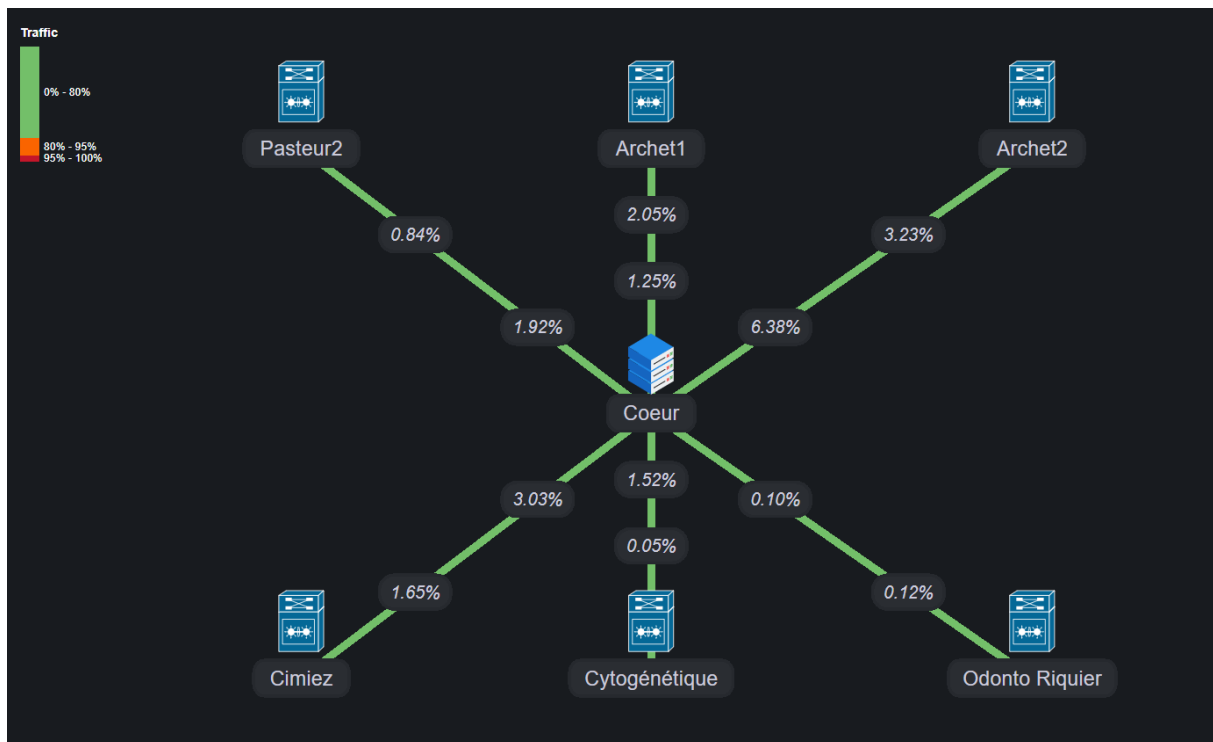 Traffic
0% - 80%
80% - 95%
95% - 100%
Pasteur2
Archet1
Archet2
2.05%
0.84%
3.23%
1.25%
1.92%
6.38%
Coeur
1.52%
3.03%
0.10%
0.05%
1.65%
0.12%
Cimiez
Cytogénétique
Odonto Riquier